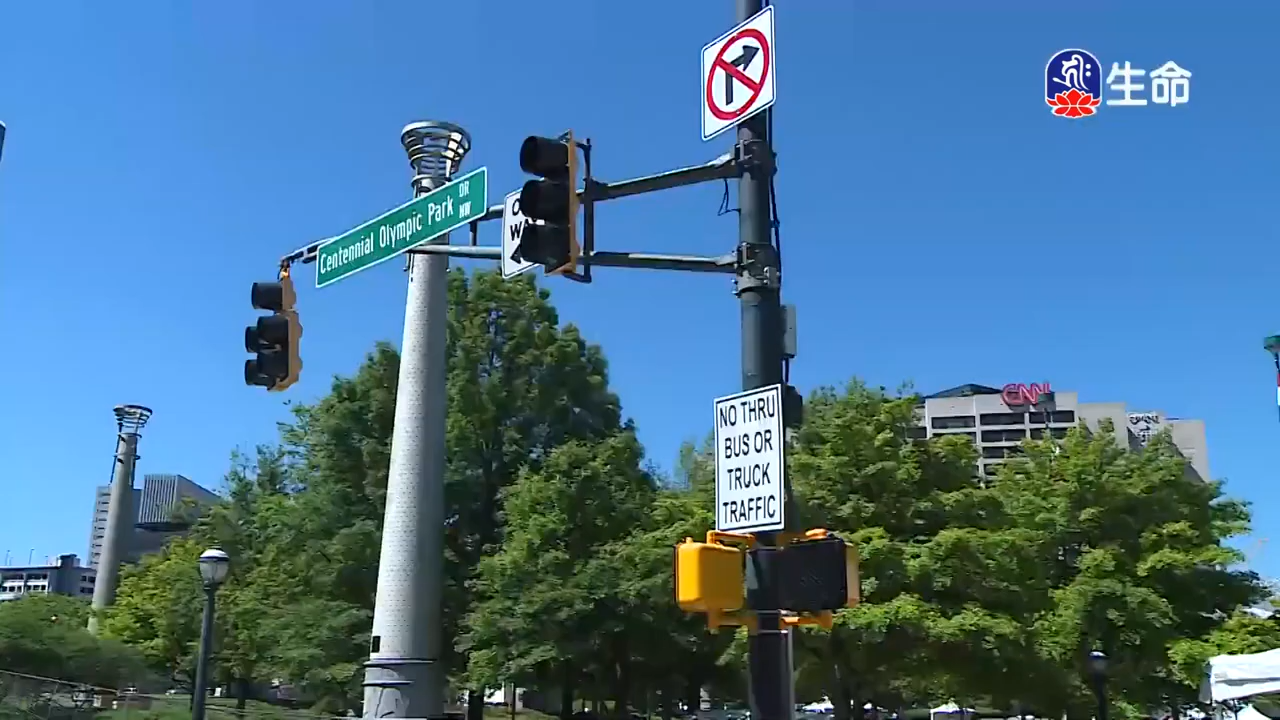 生命
Centennial Olympic Park DR NW
NO THRU
BUS OR
TRUCK
TRAFFIC
CNN